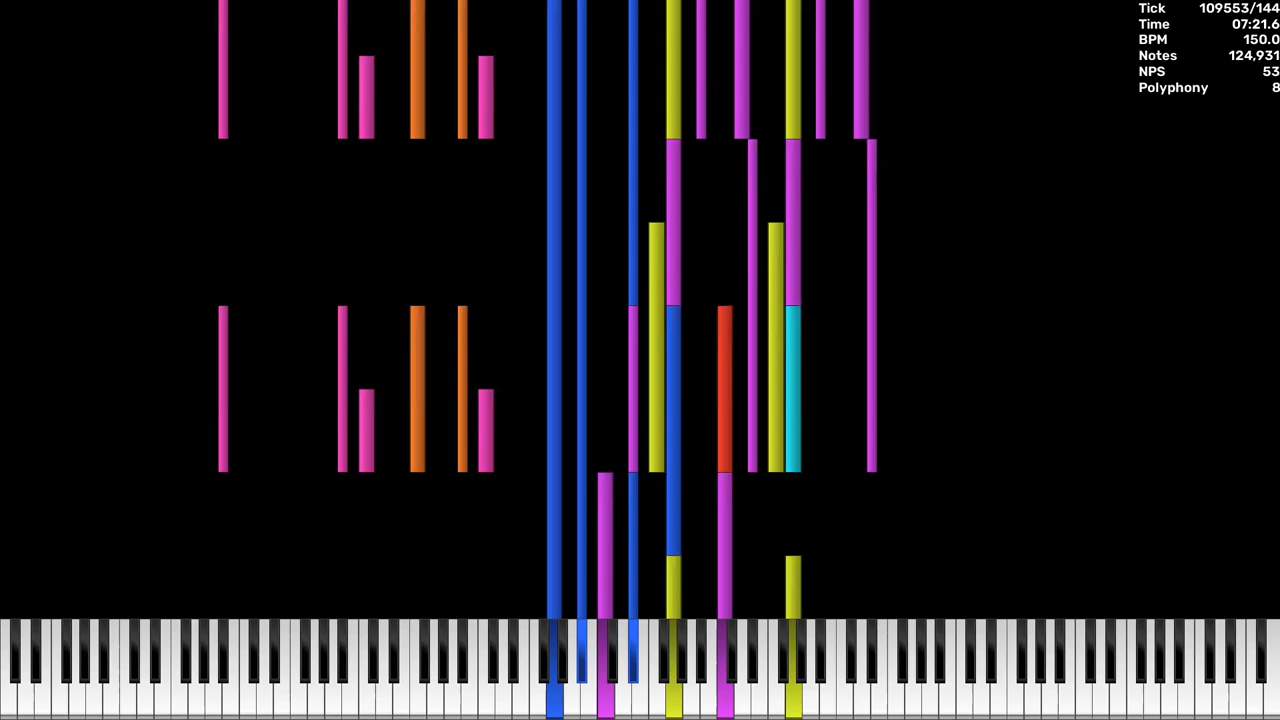 Tick 109553/144
Time 07:21.6
BPM 150.0
Notes 124,931
NPS 53
Polyphony 8